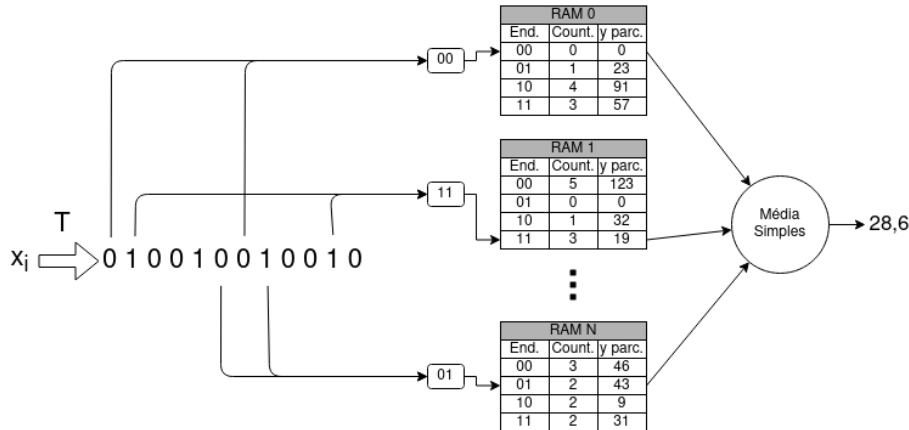 RAM 0
End. Count. y parc.
00 0 0
01 1 23
10 4 91
11 3 57
00
RAM 1
End. Count. y parc.
00 5 123
01 0 0
10 1 32
11 3 19
11
T
xi
0 1 0 0 1 0 0 1 0 0 1 0
Média
Simples
28,6
RAM N
End. Count. y parc.
00 3 46
01 2 43
10 2 9
11 2 31
01